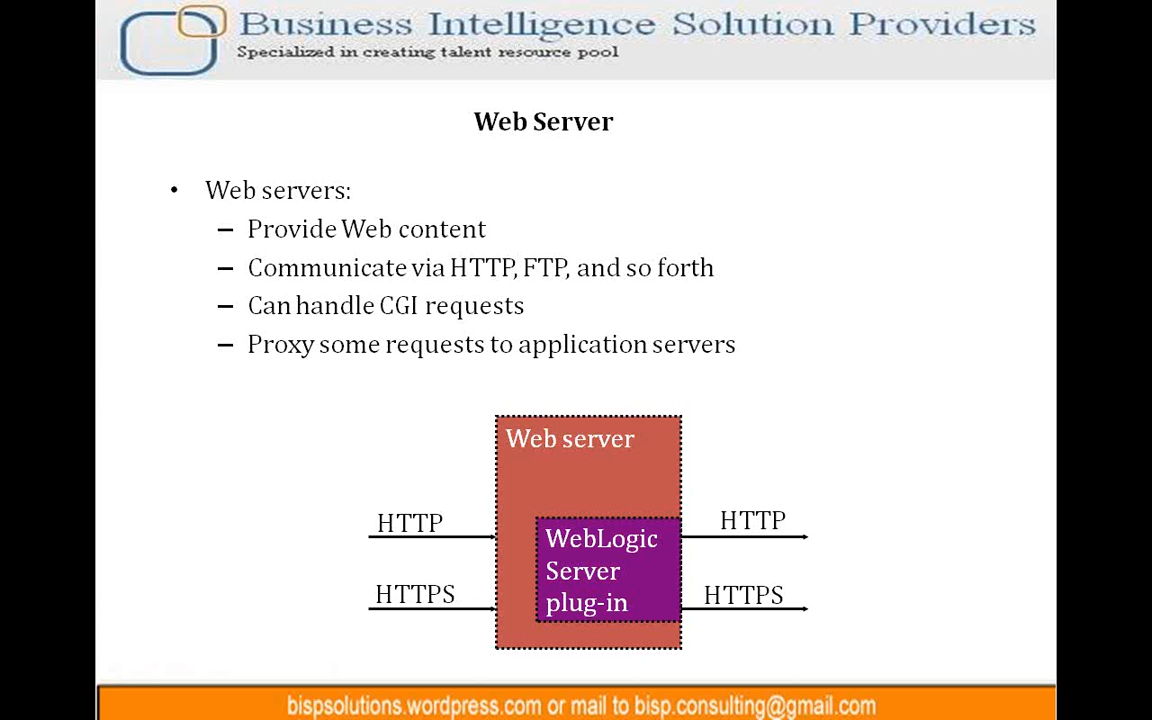 Business Intelligence Solution Providers
Specialized in creating talent resource pool
Web Server
• Web servers:
– Provide Web content
– Communicate via HTTP, FTP, and so forth
– Can handle CGI requests
– Proxy some requests to application servers
Web server
HTTP
HTTPS
WebLogic
Server
plug-in
HTTP
HTTPS
bispsolutions.wordpress.com or mail to bisp.consulting@gmail.com